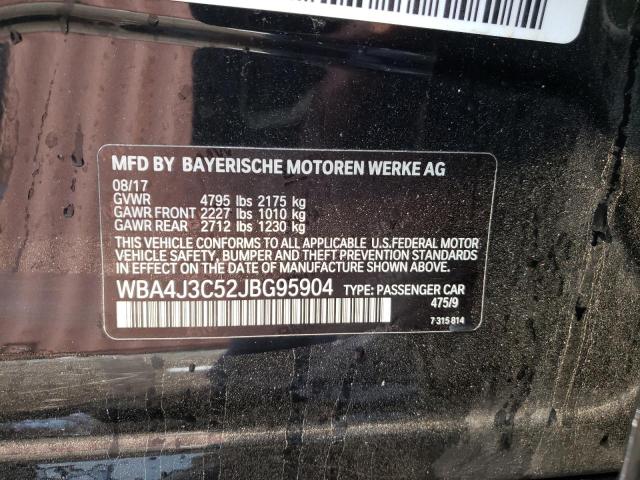 MFD BY BAYERISCHE MOTOREN WERKE AG
08/17
GVWR 4795 lbs 2175 kg
GAWR FRONT 2227 lbs 1010 kg
GAWR REAR 2712 lbs 1230 kg
THIS VEHICLE CONFORMS TO ALL APPLICABLE U.S.FEDERAL MOTOR
VEHICLE SAFETY, BUMPER AND THEFT PREVENTION STANDARDS
IN EFFECT ON THE DATE OF MANUFACTURE SHOWN ABOVE.
WBA4J3C52JBG95904 TYPE: PASSENGER CAR
475/9
7 315 814